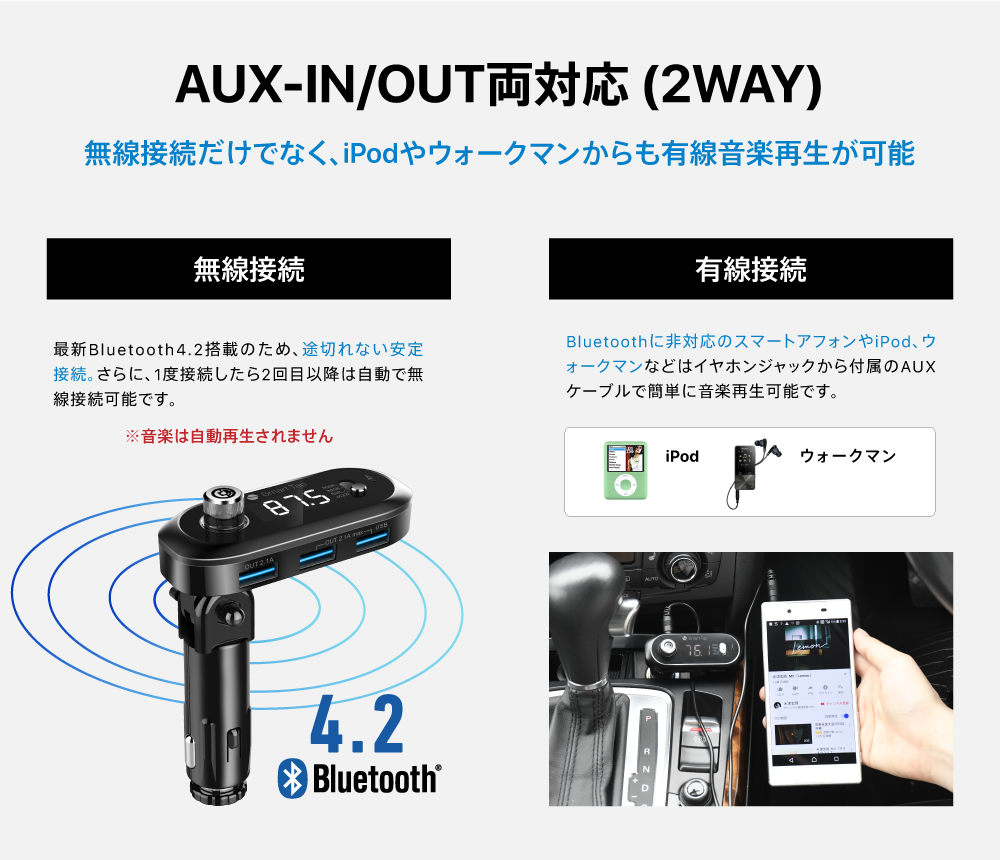 AUX-IN/OUT両対応 (2WAY)
無線接続だけでなく、iPodやウォークマンからも有線音楽再生が可能
無線接続
最新Bluetooth4.2搭載のため、途切れない安定
接続。さらに、1度接続したら2回目以降は自動で無
線接続可能です。
※音楽は自動再生されません
SmartTap
87.5
OUT 2.1A
OUT 2.1A (max)
USB
4.2
Bluetooth®
有線接続
Bluetoothに非対応のスマートアフォンやiPod、ウ
ォークマンなどはイヤホンジャックから付属のAUX
ケーブルで簡単に音楽再生可能です。
iPod
ウォークマン
AUTO
SmartTap
76.1
Lemon
P
R
N
D
+
−